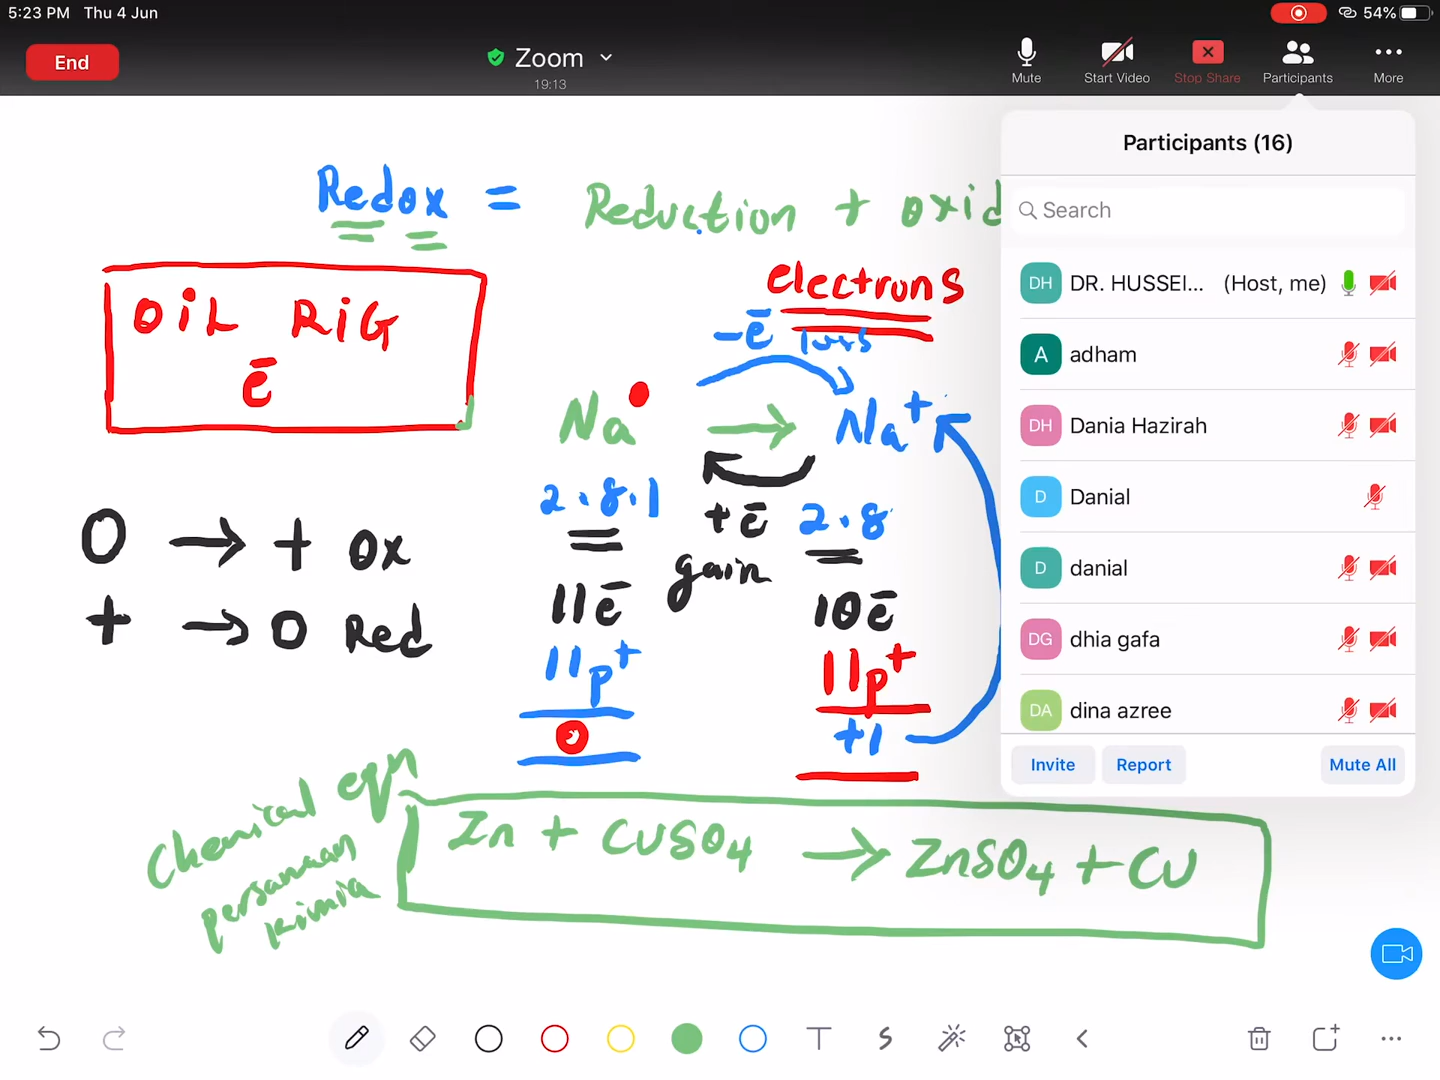 5:23 PM Thu 4 Jun
54%
End
Zoom
19:13
Mute
Start Video
Stop Share
Participants
More
Participants (16)
Search
DH DR. HUSSEI... (Host, me)
A adham
DH Dania Hazirah
D Danial
D danial
DG dhia gafa
DA dina azree
Invite
Report
Mute All
Redox = Reduction + oxid
OiL RiG
ē
electrons
-ē loss
Na → Na+
2.8.1
+ē
2.8
gain
11ē
10ē
11p+
11p+
0
+1
O → + ox
+ → O Red
Chemical eqn
persamaan
kimia
Zn + CuSO4 → ZnSO4 + Cu
T